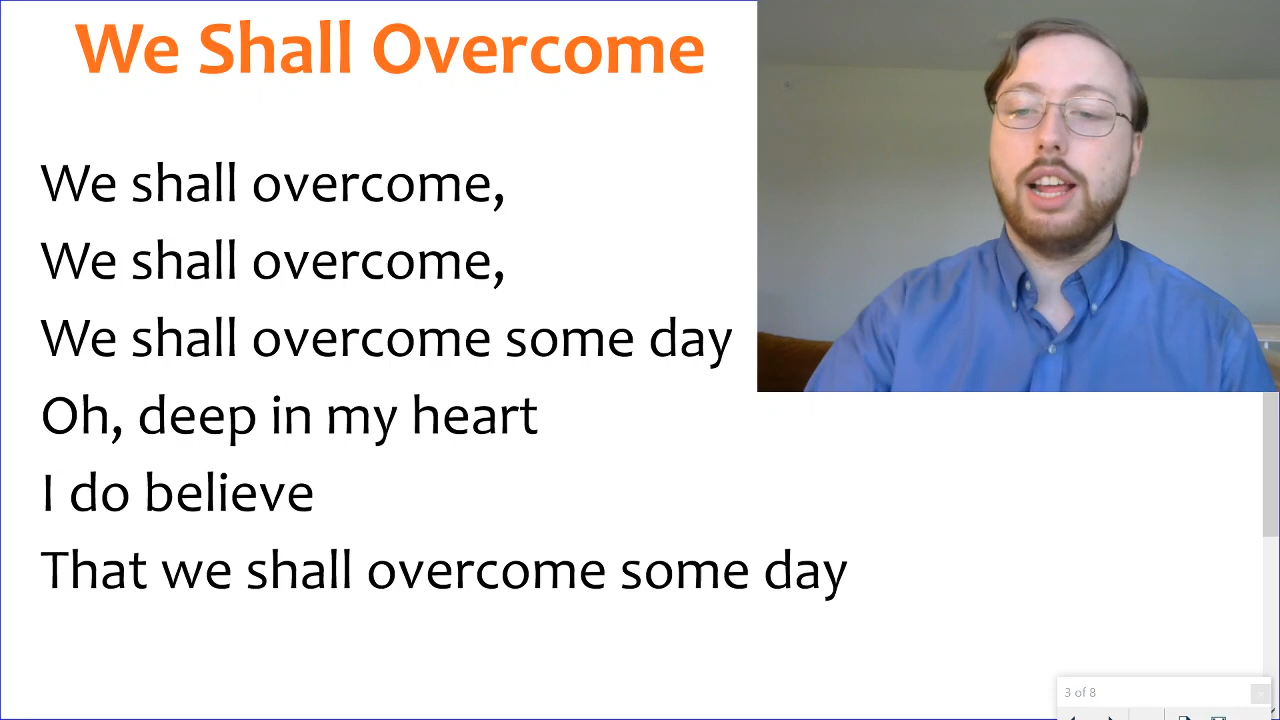 We Shall Overcome
We shall overcome,
We shall overcome,
We shall overcome some day
Oh, deep in my heart
I do believe
That we shall overcome some day
3 of 8